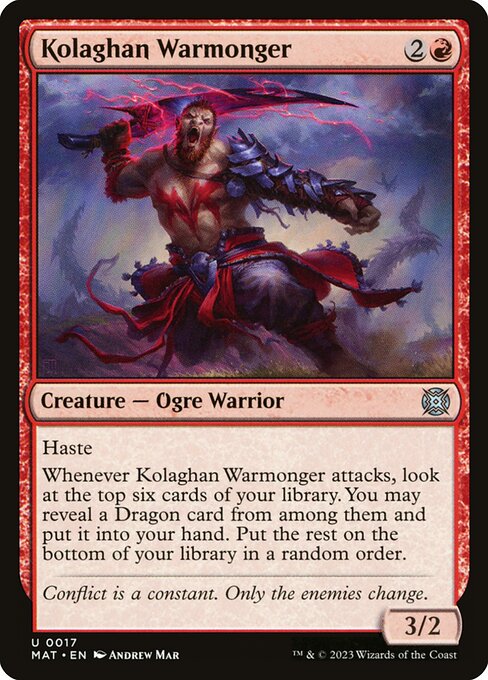 Kolaghan Warmonger 2
Creature — Ogre Warrior
Haste
Whenever Kolaghan Warmonger attacks, look
at the top six cards of your library. You may
reveal a Dragon card from among them and
put it into your hand. Put the rest on the
bottom of your library in a random order.
Conflict is a constant. Only the enemies change.
3/2
U 0017
MAT • EN Andrew Mar
™ & © 2023 Wizards of the Coast